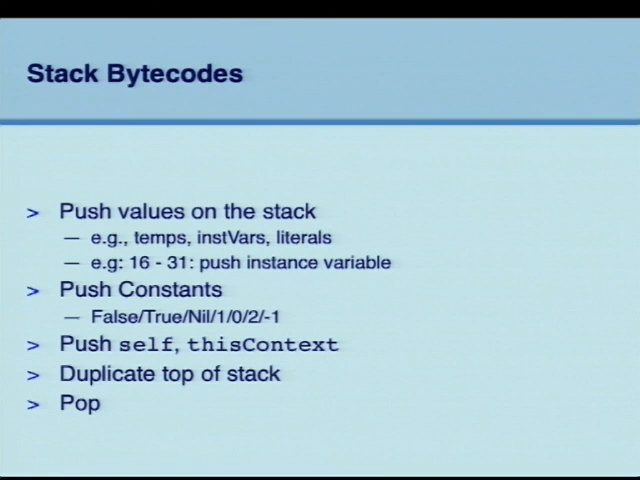 Stack Bytecodes
> Push values on the stack
— e.g., temps, instVars, literals
— e.g: 16 - 31: push instance variable
> Push Constants
— False/True/Nil/1/0/2/-1
> Push self, thisContext
> Duplicate top of stack
> Pop